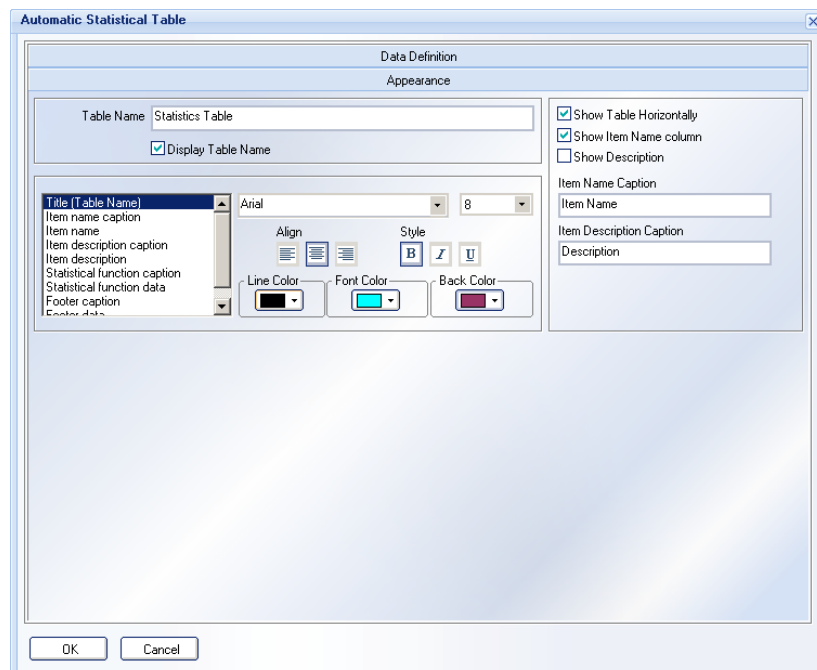 Automatic Statistical Table
Data Definition
Appearance
Table Name Statistics Table
Display Table Name
Title (Table Name)
Item name caption
Item name
Item description caption
Item description
Statistical function caption
Statistical function data
Footer caption
Footer data
Arial 8
Align Style
B I U
Line Color Font Color Back Color
Show Table Horizontally
Show Item Name column
Show Description
Item Name Caption
Item Name
Item Description Caption
Description
OK Cancel